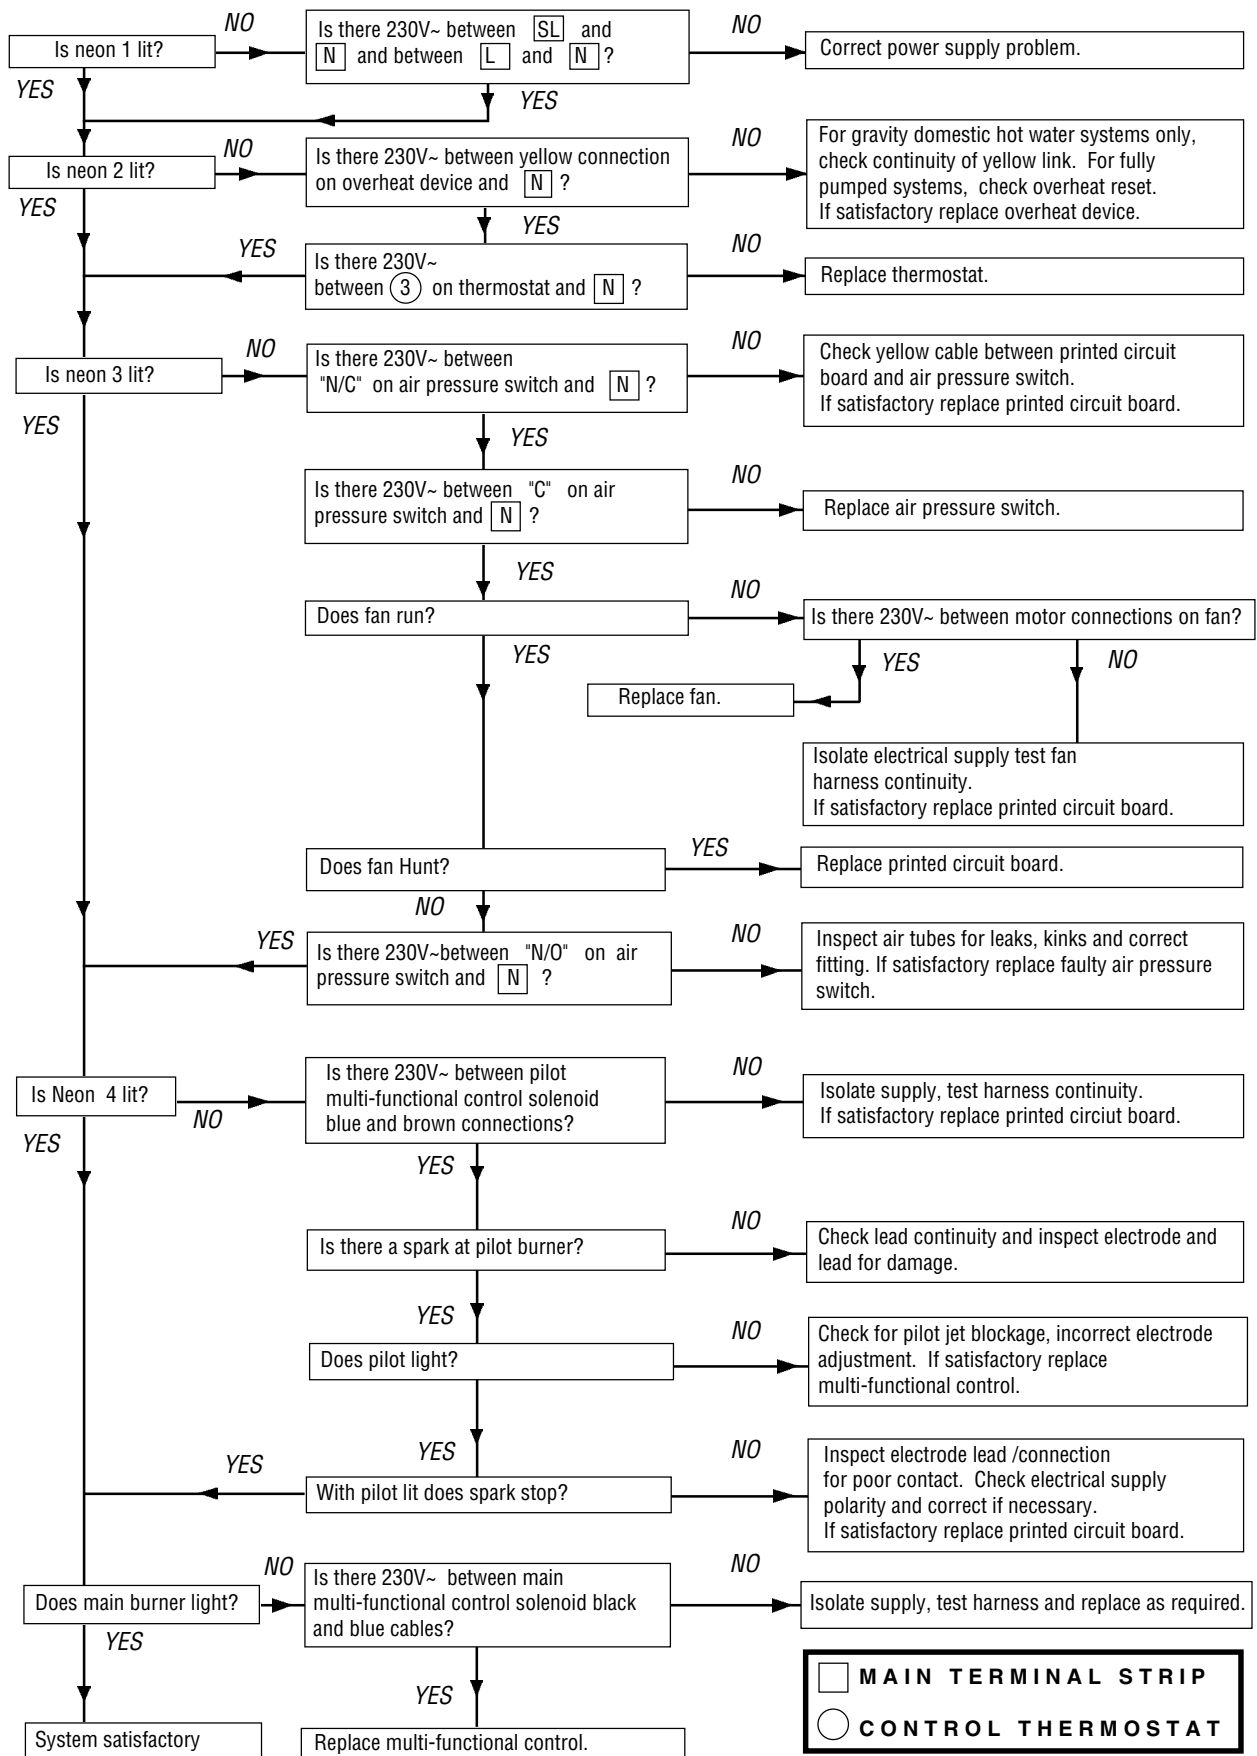 NO
Is there 230V~ between SL and
N and between L and N ?
NO
Correct power supply problem.
Is neon 1 lit?
YES
YES
Is neon 2 lit?
NO
Is there 230V~ between yellow connection
on overheat device and N ?
NO
For gravity domestic hot water systems only,
check continuity of yellow link. For fully
pumped systems, check overheat reset.
If satisfactory replace overheat device.
YES
YES
YES
Is there 230V~
between 3 on thermostat and N ?
NO
Replace thermostat.
Is neon 3 lit?
NO
Is there 230V~ between
"N/C" on air pressure switch and N ?
NO
Check yellow cable between printed circuit
board and air pressure switch.
If satisfactory replace printed circuit board.
YES
YES
Is there 230V~ between "C" on air
pressure switch and N ?
NO
Replace air pressure switch.
YES
Does fan run?
NO
Is there 230V~ between motor connections on fan?
YES
YES
NO
Replace fan.
Isolate electrical supply test fan
harness continuity.
If satisfactory replace printed circuit board.
Does fan Hunt?
YES
Replace printed circuit board.
NO
YES
Is there 230V~between "N/O" on air
pressure switch and N ?
NO
Inspect air tubes for leaks, kinks and correct
fitting. If satisfactory replace faulty air pressure
switch.
Is Neon 4 lit?
NO
Is there 230V~ between pilot
multi-functional control solenoid
blue and brown connections?
NO
Isolate supply, test harness continuity.
If satisfactory replace printed circiut board.
YES
YES
Is there a spark at pilot burner?
NO
Check lead continuity and inspect electrode and
lead for damage.
YES
Does pilot light?
NO
Check for pilot jet blockage, incorrect electrode
adjustment. If satisfactory replace
multi-functional control.
YES
YES
With pilot lit does spark stop?
NO
Inspect electrode lead /connection
for poor contact. Check electrical supply
polarity and correct if necessary.
If satisfactory replace printed circuit board.
Does main burner light?
NO
Is there 230V~ between main
multi-functional control solenoid black
and blue cables?
NO
Isolate supply, test harness and replace as required.
YES
YES
System satisfactory
Replace multi-functional control.
MAIN TERMINAL STRIP
CONTROL THERMOSTAT